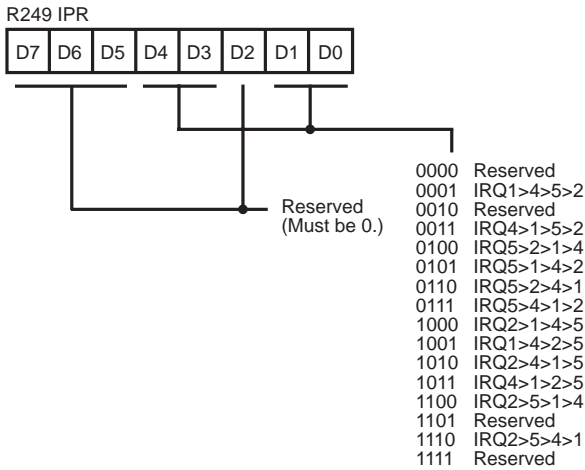 R249 IPR
D7 D6 D5 D4 D3 D2 D1 D0
Reserved
(Must be 0.)
0000 Reserved
0001 IRQ1>4>5>2
0010 Reserved
0011 IRQ4>1>5>2
0100 IRQ5>2>1>4
0101 IRQ5>1>4>2
0110 IRQ5>2>4>1
0111 IRQ5>4>1>2
1000 IRQ2>1>4>5
1001 IRQ1>4>2>5
1010 IRQ2>4>1>5
1011 IRQ4>1>2>5
1100 IRQ2>5>1>4
1101 Reserved
1110 IRQ2>5>4>1
1111 Reserved